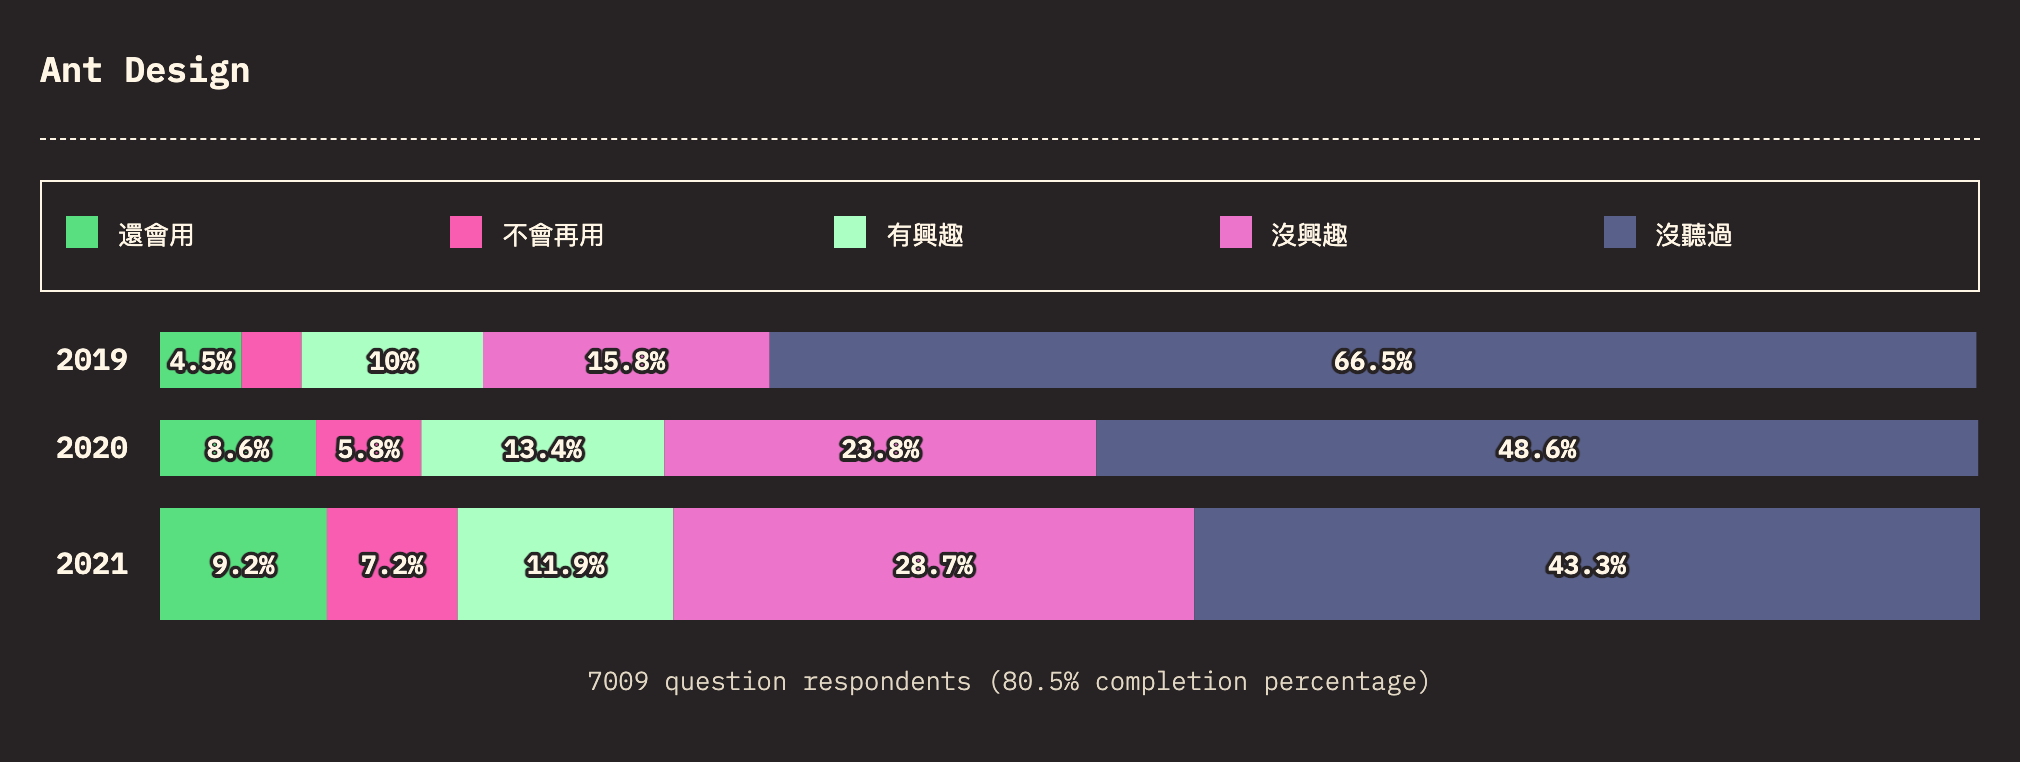 Ant Design
還會用 不會再用 有興趣 沒興趣 沒聽過
2019 4.5% 10% 15.8% 66.5%
2020 8.6% 5.8% 13.4% 23.8% 48.6%
2021 9.2% 7.2% 11.9% 28.7% 43.3%
7009 question respondents (80.5% completion percentage)